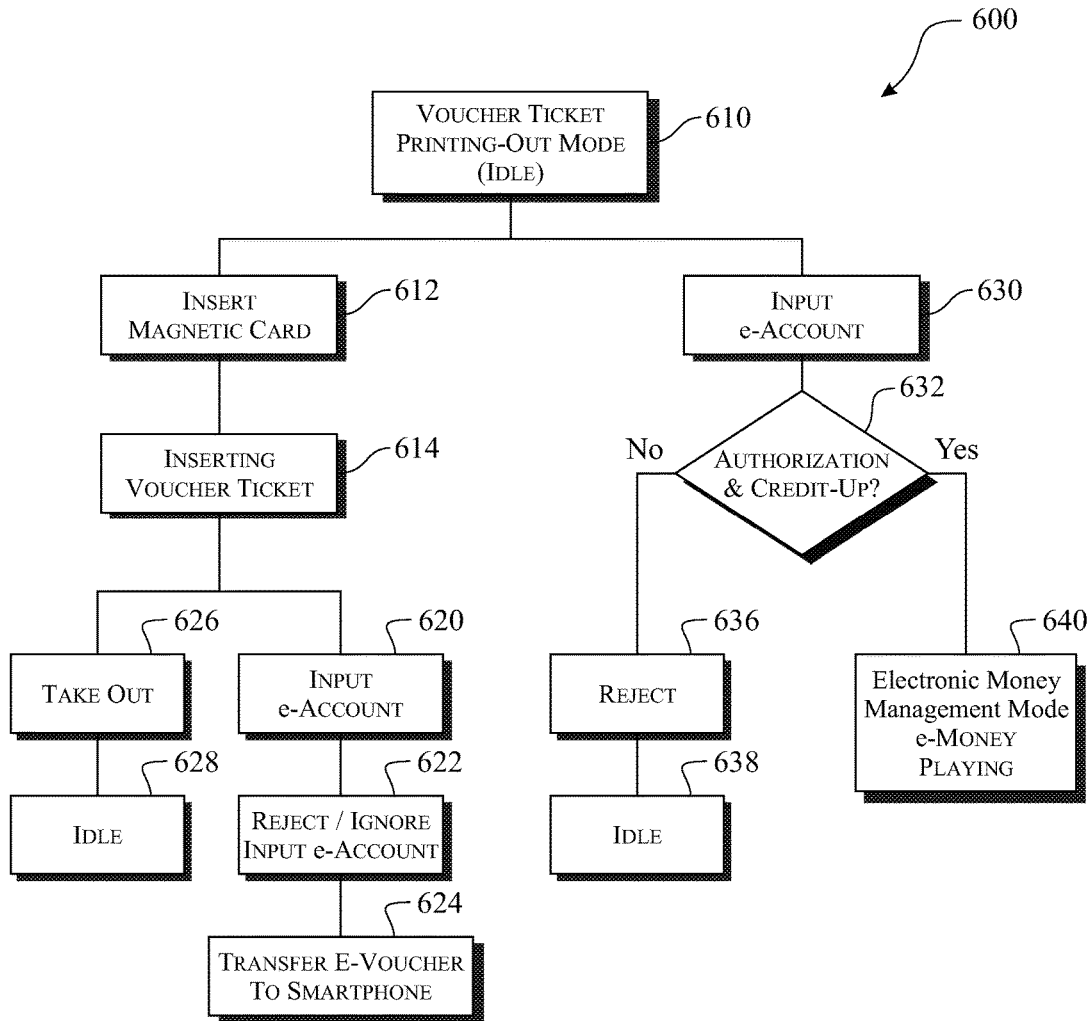 600
VOUCHER TICKET
PRINTING-OUT MODE
(IDLE)
610
INSERT
MAGNETIC CARD
612
INPUT
e-ACCOUNT
630
INSERTING
VOUCHER TICKET
614
632
No
AUTHORIZATION
& CREDIT-UP?
Yes
626
TAKE OUT
620
INPUT
e-ACCOUNT
636
REJECT
640
Electronic Money
Management Mode
e-MONEY
PLAYING
628
IDLE
622
REJECT / IGNORE
INPUT e-ACCOUNT
638
IDLE
624
TRANSFER E-VOUCHER
TO SMARTPHONE